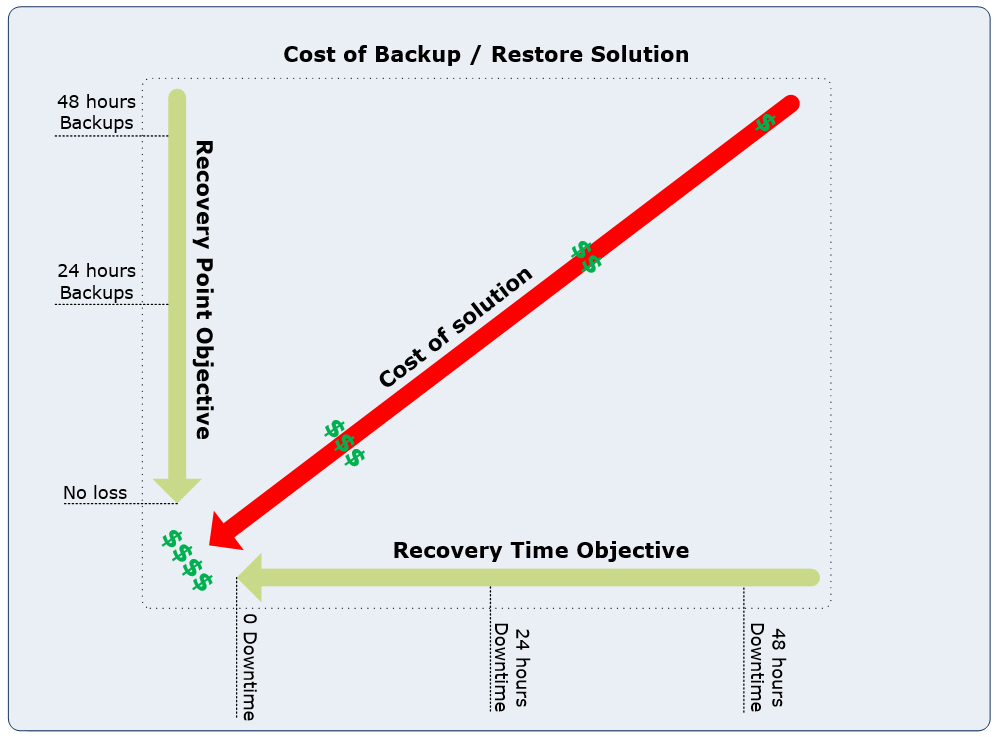 Cost of Backup / Restore Solution
48 hours
Backups
Recovery Point Objective
$
$
$
24 hours
Backups
Cost of solution
$
$
$
No loss
$
$
$
$
Recovery Time Objective
0 Downtime
24 hours
Downtime
48 hours
Downtime